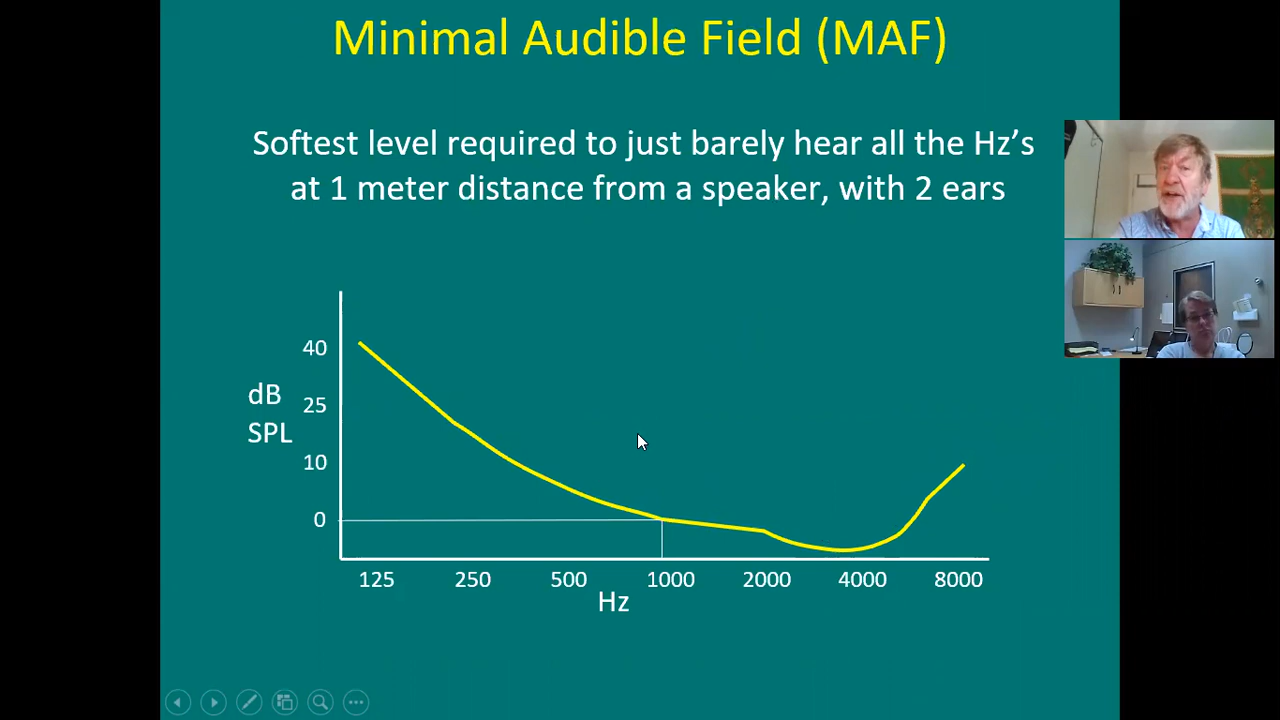 Minimal Audible Field (MAF)
Softest level required to just barely hear all the Hz’s
at 1 meter distance from a speaker, with 2 ears
40
dB
25
SPL
10
0
125 250 500 1000 2000 4000 8000
Hz